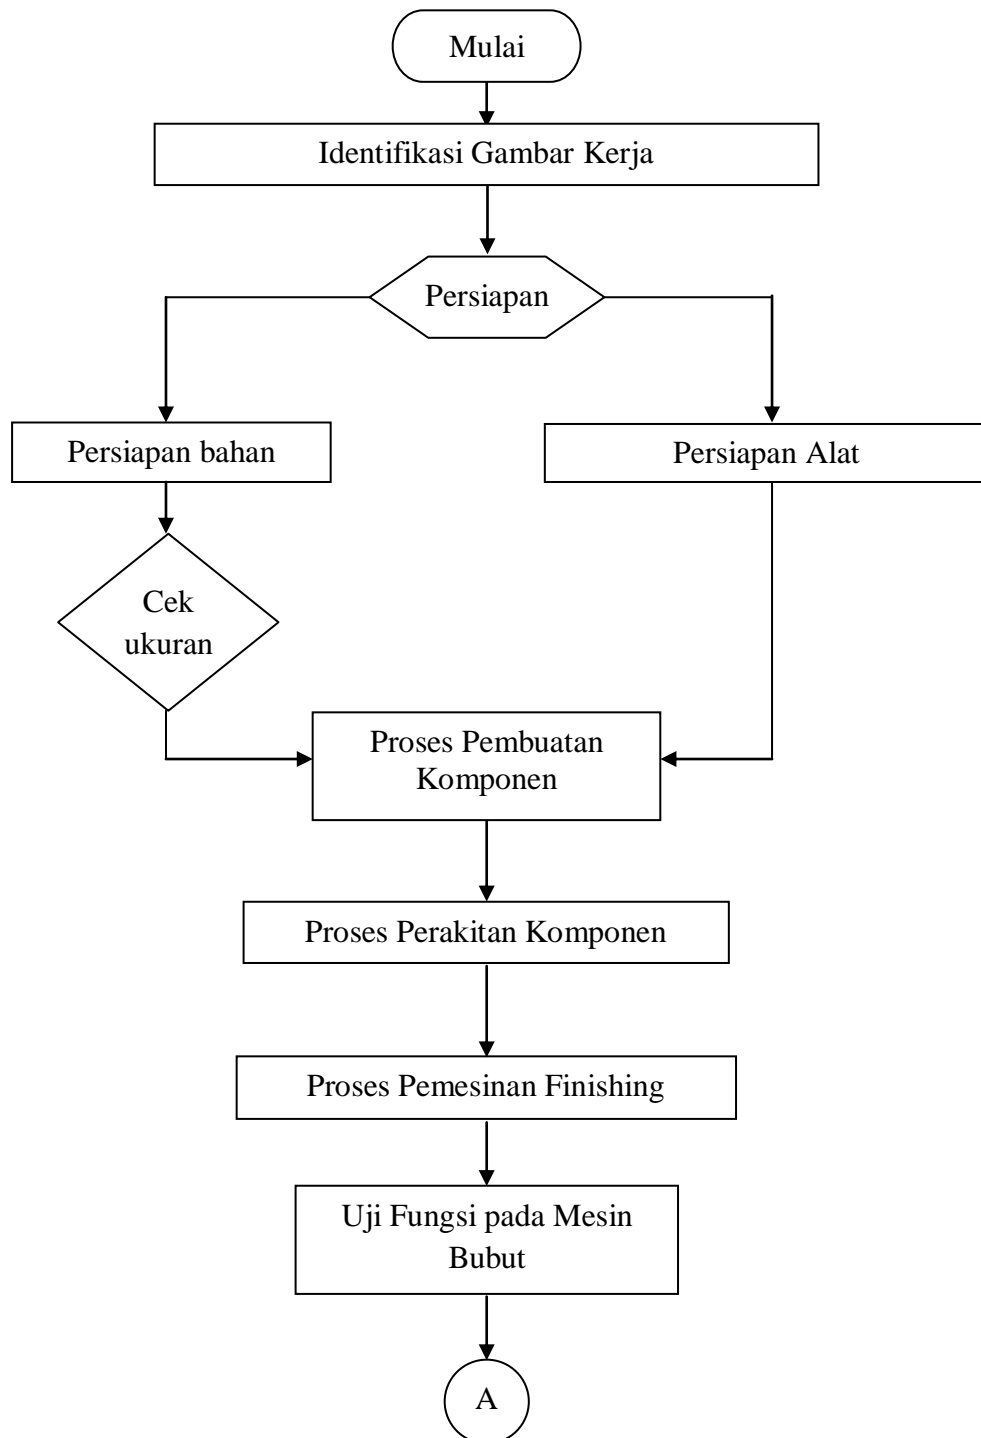 Mulai
Identifikasi Gambar Kerja
Persiapan
Persiapan bahan
Persiapan Alat
Cek
ukuran
Proses Pembuatan
Komponen
Proses Perakitan Komponen
Proses Pemesinan Finishing
Uji Fungsi pada Mesin
Bubut
A